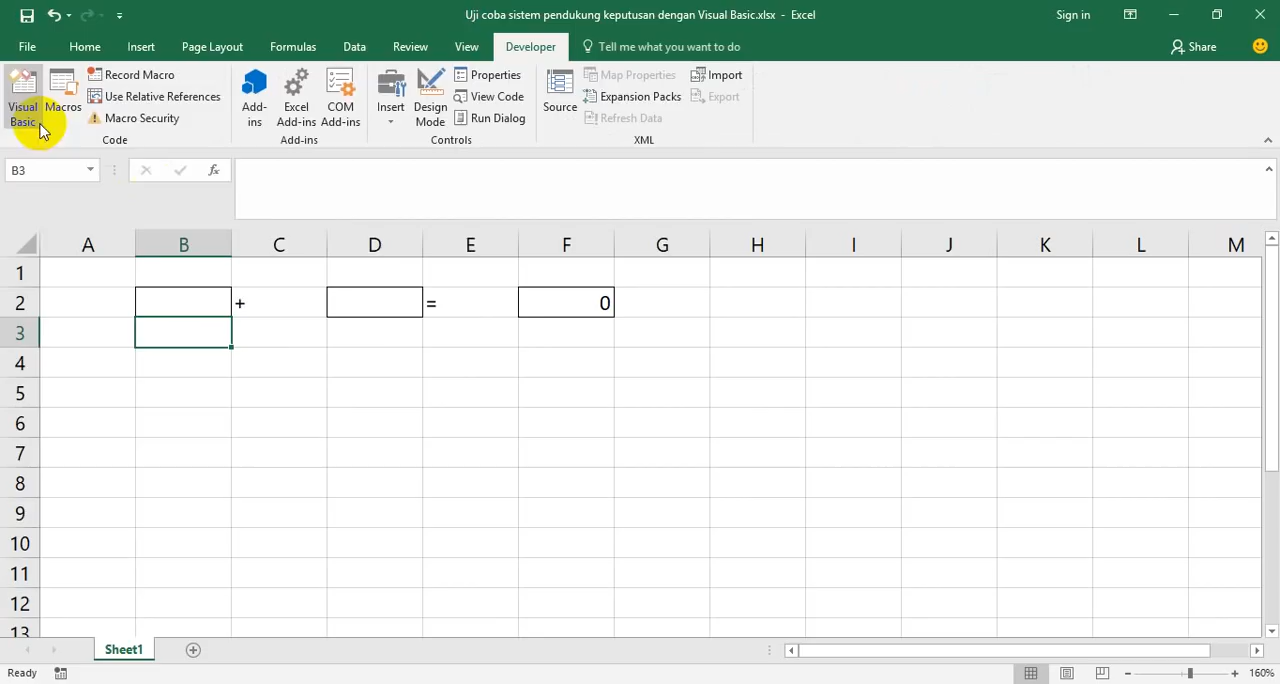 Uji coba sistem pendukung keputusan dengan Visual Basic.xlsx - Excel
Sign in
File Home Insert Page Layout Formulas Data Review View Developer Tell me what you want to do Share
Visual Basic
Macros
Record Macro
Use Relative References
Macro Security
Code
Add-ins
Excel Add-ins
COM Add-ins
Add-ins
Insert
Design Mode
Properties
View Code
Run Dialog
Controls
Source
Map Properties
Expansion Packs
Refresh Data
Import
Export
XML
B3
fx
A B C D E F G H I J K L M
1
2 + = 0
3
4
5
6
7
8
9
10
11
12
13
Sheet1
Ready
160%